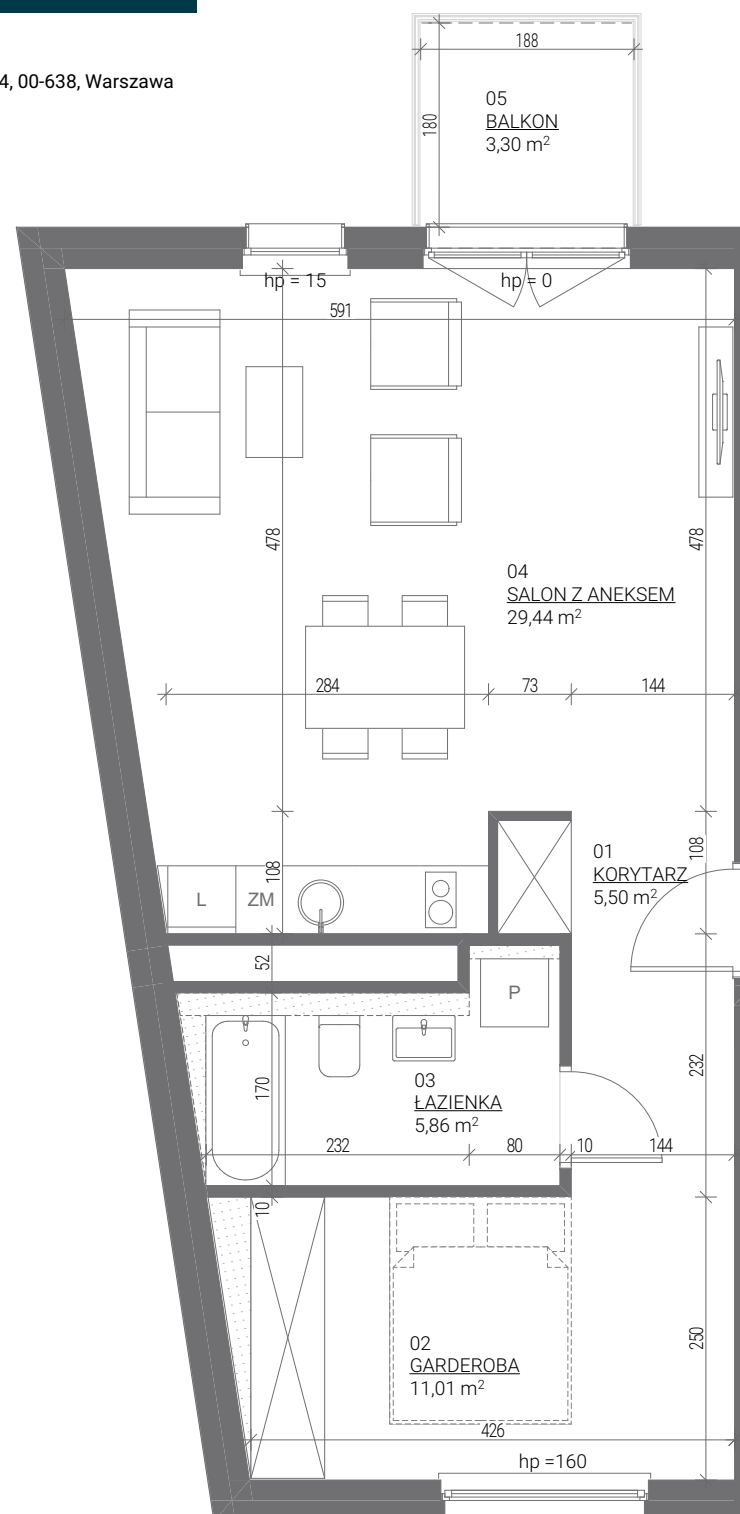 4, 00-638, Warszawa
188
180
05
BALKON
3,30 m²
hp = 15
hp = 0
591
478
478
04
SALON Z ANEKSEM
29,44 m²
284
73
144
108
108
01
KORYTARZ
5,50 m²
L
ZM
52
P
232
170
03
ŁAZIENKA
5,86 m²
232
80
10
144
10
250
02
GARDEROBA
11,01 m²
426
hp =160